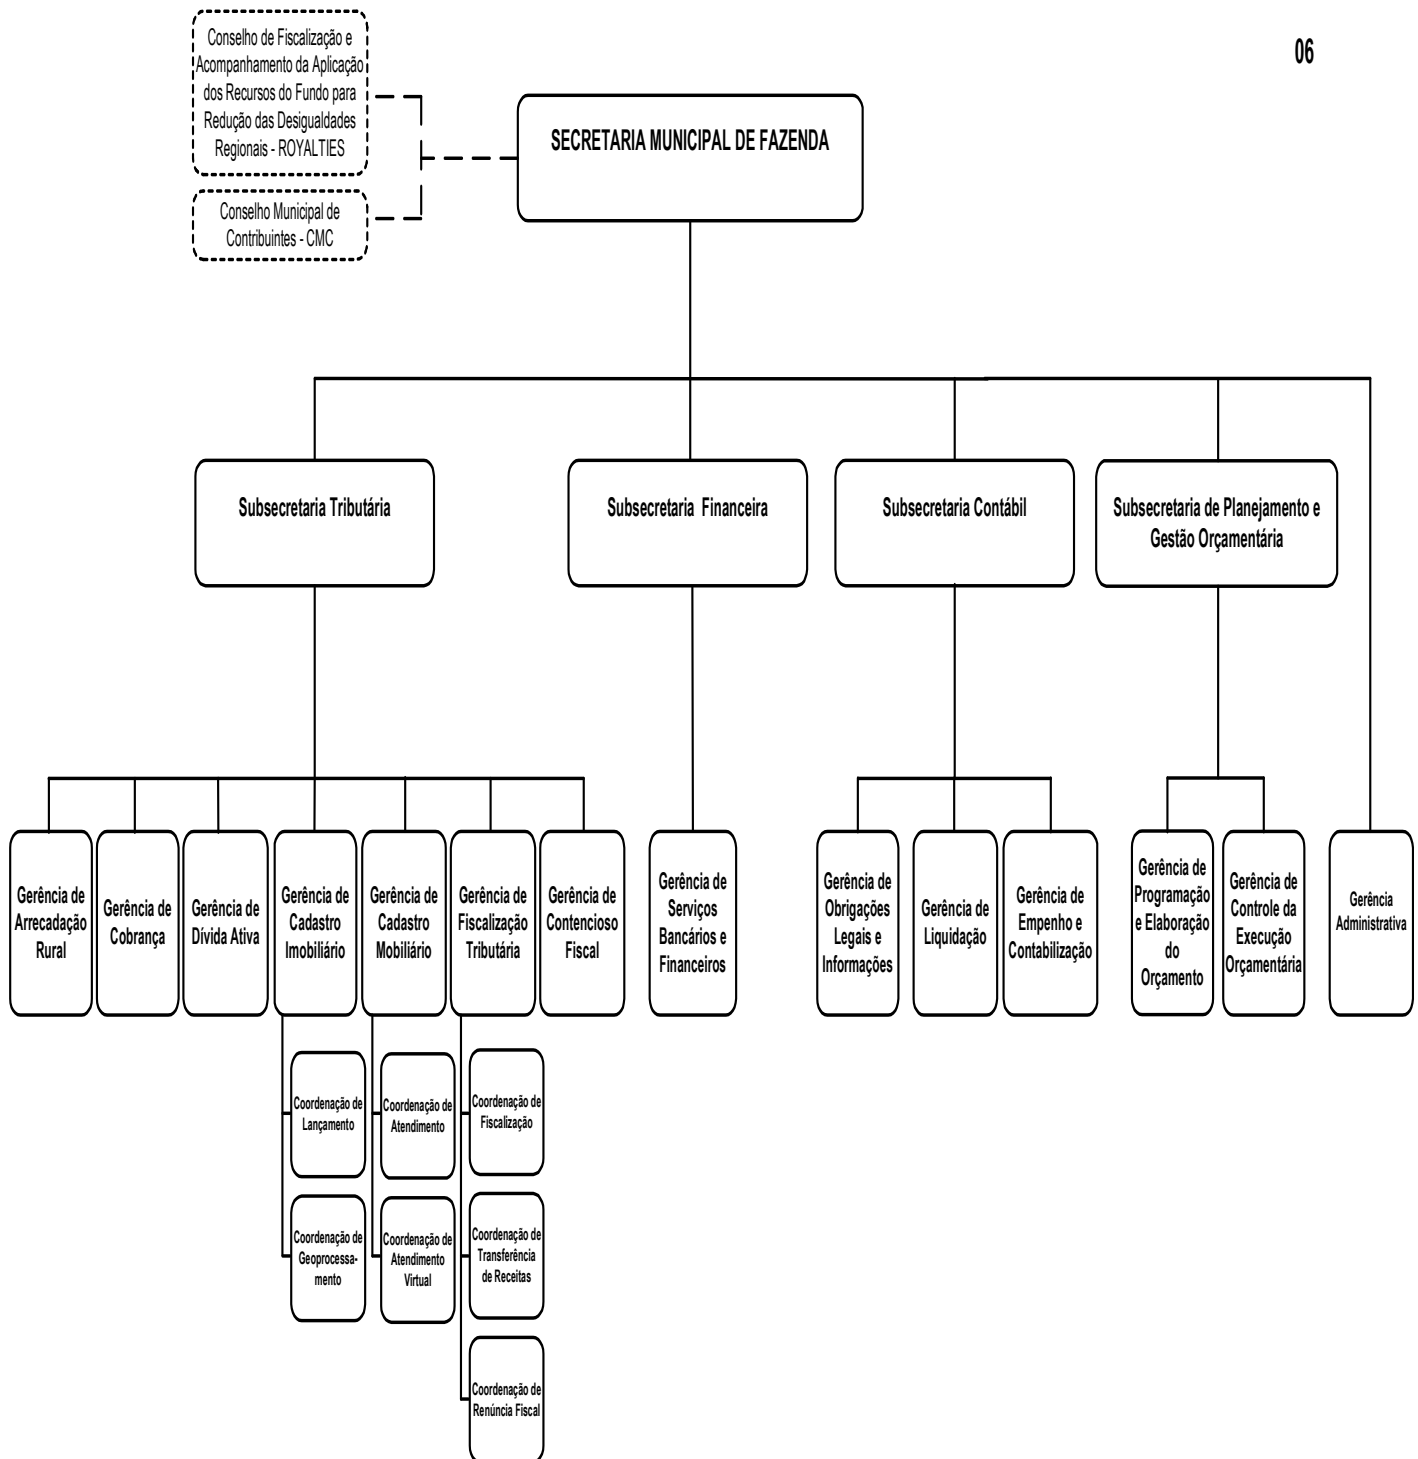 Conselho de Fiscalização e
Acompanhamento da Aplicação
dos Recursos do Fundo para
Redução das Desigualdades
Regionais - ROYALTIES
06
SECRETARIA MUNICIPAL DE FAZENDA
Conselho Municipal de
Contribuintes - CMC
Subsecretaria Tributária
Subsecretaria Financeira
Subsecretaria Contábil
Subsecretaria de Planejamento e
Gestão Orçamentária
Gerência de
Arrecadação
Rural
Gerência de
Cobrança
Gerência de
Dívida Ativa
Gerência de
Cadastro
Imobiliário
Gerência de
Cadastro
Mobiliário
Gerência de
Fiscalização
Tributária
Gerência de
Contencioso
Fiscal
Gerência de
Serviços
Bancários e
Financeiros
Gerência de
Obrigações
Legais e
Informações
Gerência de
Liquidação
Gerência de
Empenho e
Contabilização
Gerência de
Programação
e Elaboração
do
Orçamento
Gerência de
Controle da
Execução
Orçamentária
Gerência
Administrativa
Coordenação de
Lançamento
Coordenação de
Atendimento
Coordenação de
Fiscalização
Coordenação de
Geoprocessa-
mento
Coordenação de
Atendimento
Virtual
Coordenação de
Transferência
de Receitas
Coordenação de
Renúncia Fiscal